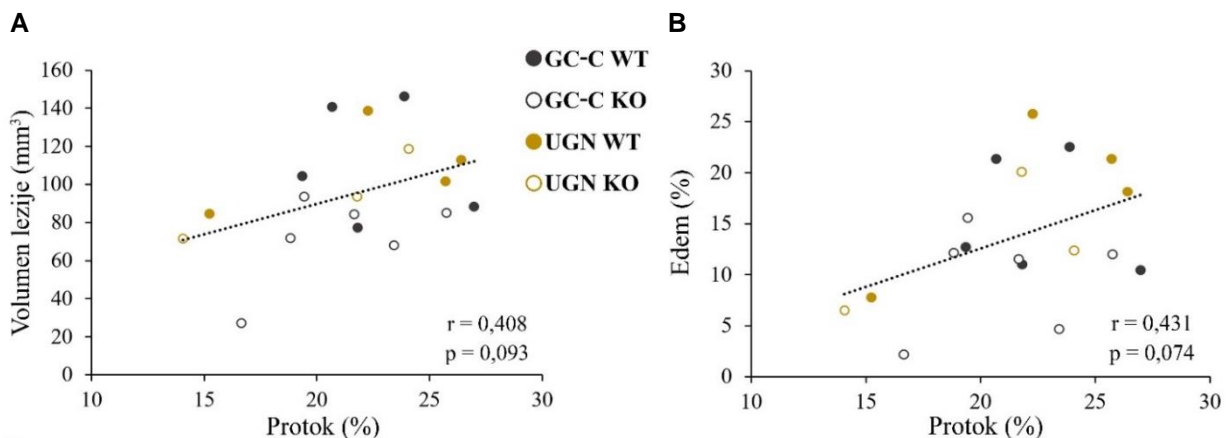 A
B
Volumen lezije (mm³)
160
140
120
100
80
60
40
20
0
10
15
20
25
30
Protok (%)
r = 0,408
p = 0,093
GC-C WT
GC-C KO
UGN WT
UGN KO
Edem (%)
30
25
20
15
10
5
0
10
15
20
25
30
Protok (%)
r = 0,431
p = 0,074